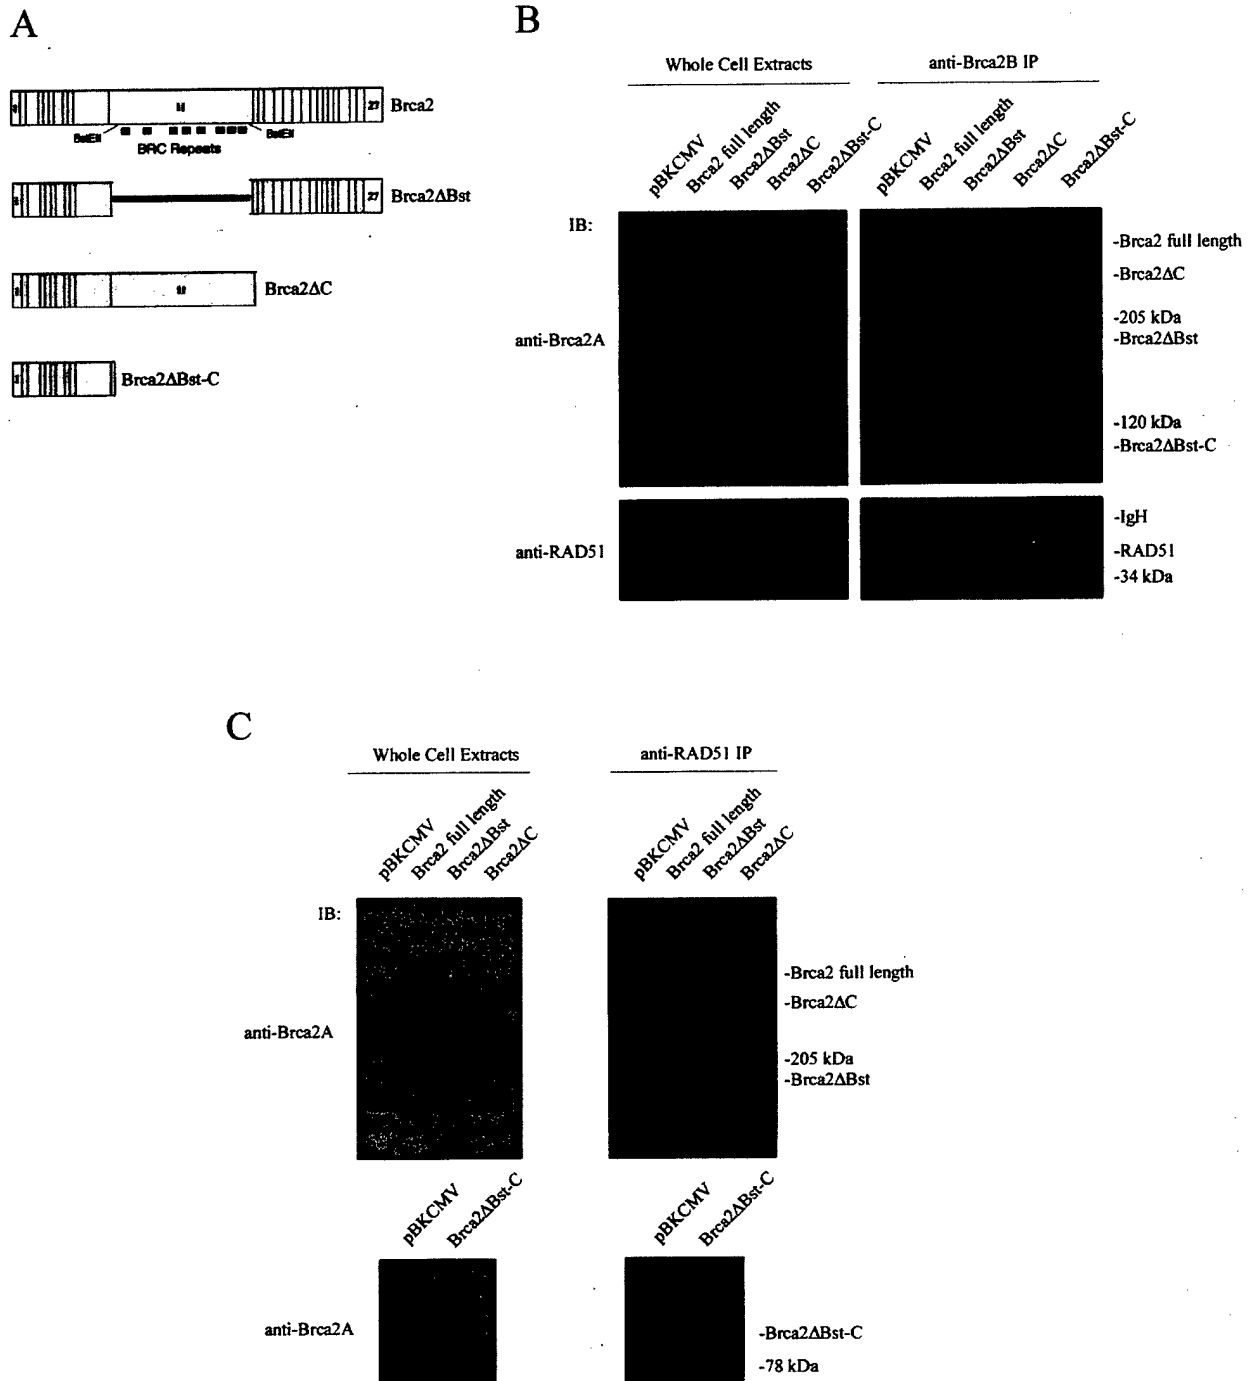 A
Brca2
BstEII
BstEII
BRC Repeats
27
Brca2ΔBst
27
Brca2ΔC
11
Brca2ΔBst-C
B
Whole Cell Extracts
anti-Brca2B IP
pBKCMV
Brca2 full length
Brca2ΔBst
Brca2ΔC
Brca2ΔBst-C
pBKCMV
Brca2 full length
Brca2ΔBst
Brca2ΔC
Brca2ΔBst-C
IB:
-Brca2 full length
-Brca2ΔC
-205 kDa
anti-Brca2A
-Brca2ΔBst
-120 kDa
-Brca2ΔBst-C
-IgH
anti-RAD51
-RAD51
-34 kDa
C
Whole Cell Extracts
anti-RAD51 IP
pBKCMV
Brca2 full length
Brca2ΔBst
Brca2ΔC
pBKCMV
Brca2 full length
Brca2ΔBst
Brca2ΔC
IB:
-Brca2 full length
-Brca2ΔC
anti-Brca2A
-205 kDa
-Brca2ΔBst
pBKCMV
Brca2ΔBst-C
pBKCMV
Brca2ΔBst-C
anti-Brca2A
-Brca2ΔBst-C
-78 kDa